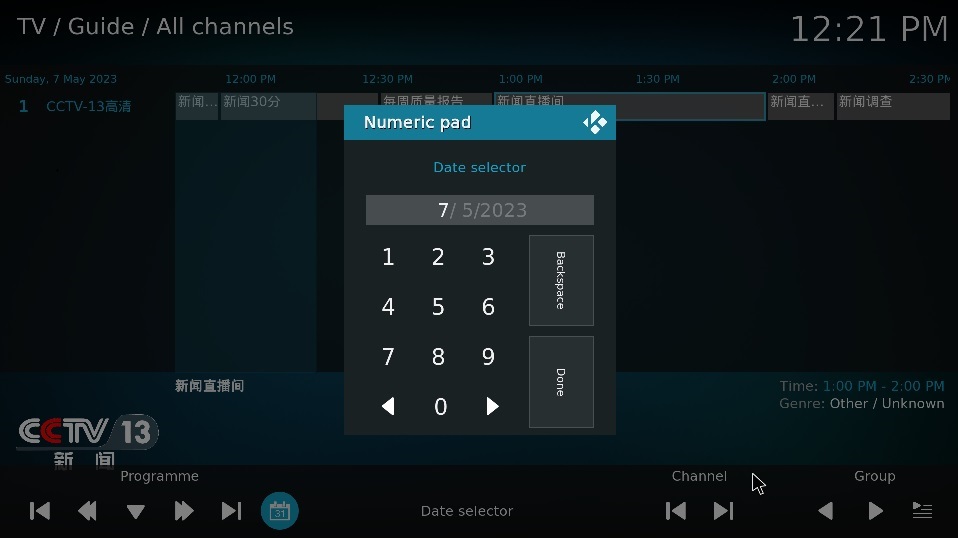 TV / Guide / All channels
12:21 PM
Sunday, 7 May 2023
12:00 PM
12:30 PM
1:00 PM
1:30 PM
2:00 PM
2:30 PM
1 CCTV-13高清
新闻...
新闻30分
每周质量报告
新闻直播间
新闻直...
新闻调查
Numeric pad
Date selector
7/ 5/2023
1 2 3
Backspace
4 5 6
7 8 9
Done
0
新闻直播间
Time: 1:00 PM - 2:00 PM
Genre: Other / Unknown
CCTV 13
新 闻
Programme
Channel
Group
31
Date selector